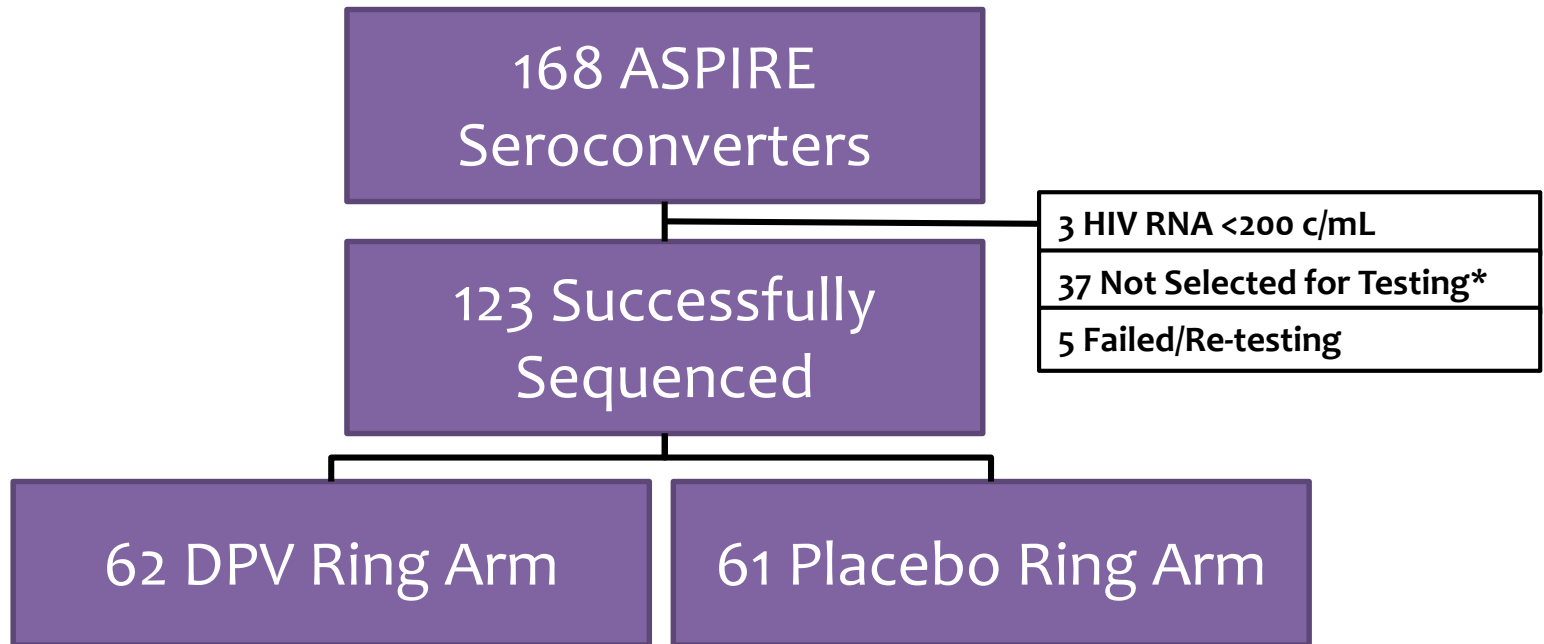 168 ASPIRE
Seroconverters
3 HIV RNA <200 c/mL
37 Not Selected for Testing*
5 Failed/Re-testing
123 Successfully
Sequenced
62 DPV Ring Arm
61 Placebo Ring Arm